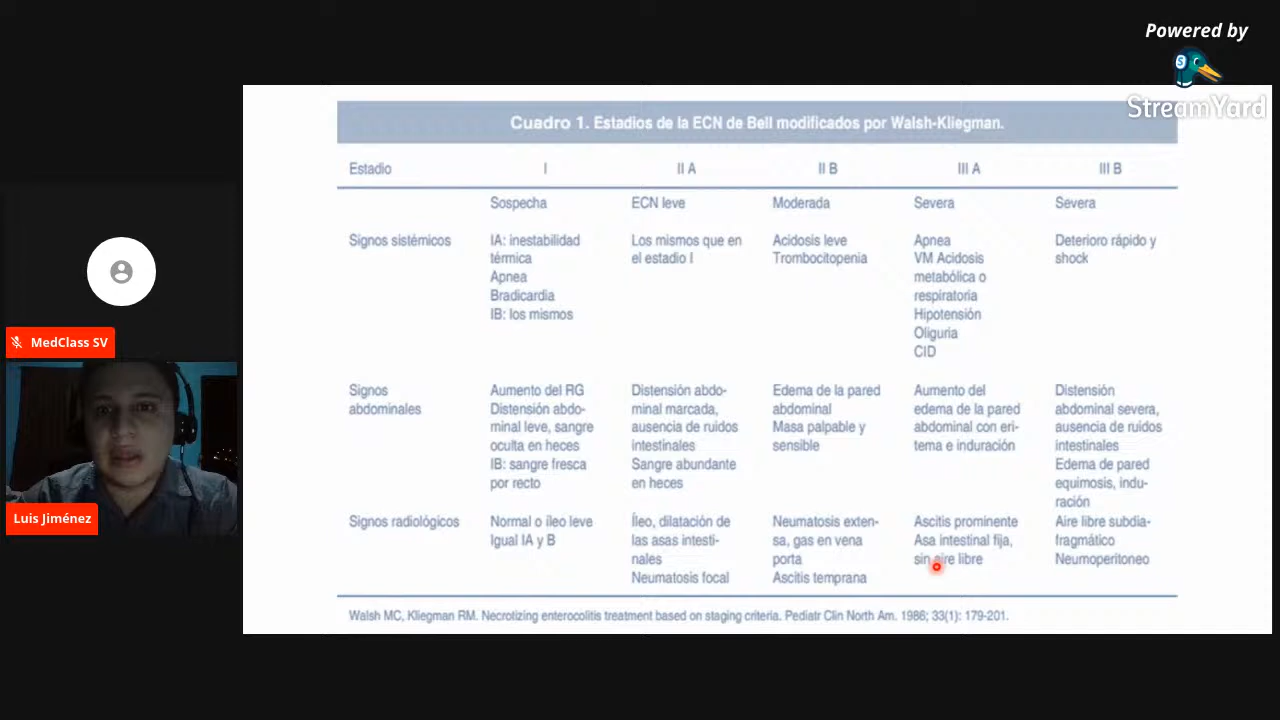 Powered by
StreamYard
Cuadro 1. Estadios de la ECN de Bell modificados por Walsh-Kliegman.
Estadio I II A II B III A III B
Sospecha ECN leve Moderada Severa Severa
Signos sistémicos IA: inestabilidad Los mismos que en Acidosis leve Apnea Deterioro rápido y
térmica el estadio I Trombocitopenia VM Acidosis shock
Apnea metabólica o
Bradicardia respiratoria
IB: los mismos Hipotensión
Oliguria
CID
Signos Aumento del RG Distensión abdo- Edema de la pared Aumento del Distensión
abdominales Distensión abdo- minal marcada, abdominal edema de la pared abdominal severa,
minal leve, sangre ausencia de ruidos Masa palpable y abdominal con eri- ausencia de ruidos
oculta en heces intestinales sensible tema e induración intestinales
IB: sangre fresca Sangre abundante Edema de pared
por recto en heces equimosis, indu-
ración
Signos radiológicos Normal o íleo leve Íleo, dilatación de Neumatosis exten- Ascitis prominente Aire libre subdia-
Igual IA y B las asas intesti- sa, gas en vena Asa intestinal fija, fragmático
nales porta sin aire libre Neumoperitoneo
Neumatosis focal Ascitis temprana
Walsh MC, Kliegman RM. Necrotizing enterocolitis treatment based on staging criteria. Pediatr Clin North Am. 1986; 33(1): 179-201.
MedClass SV
Luis Jiménez